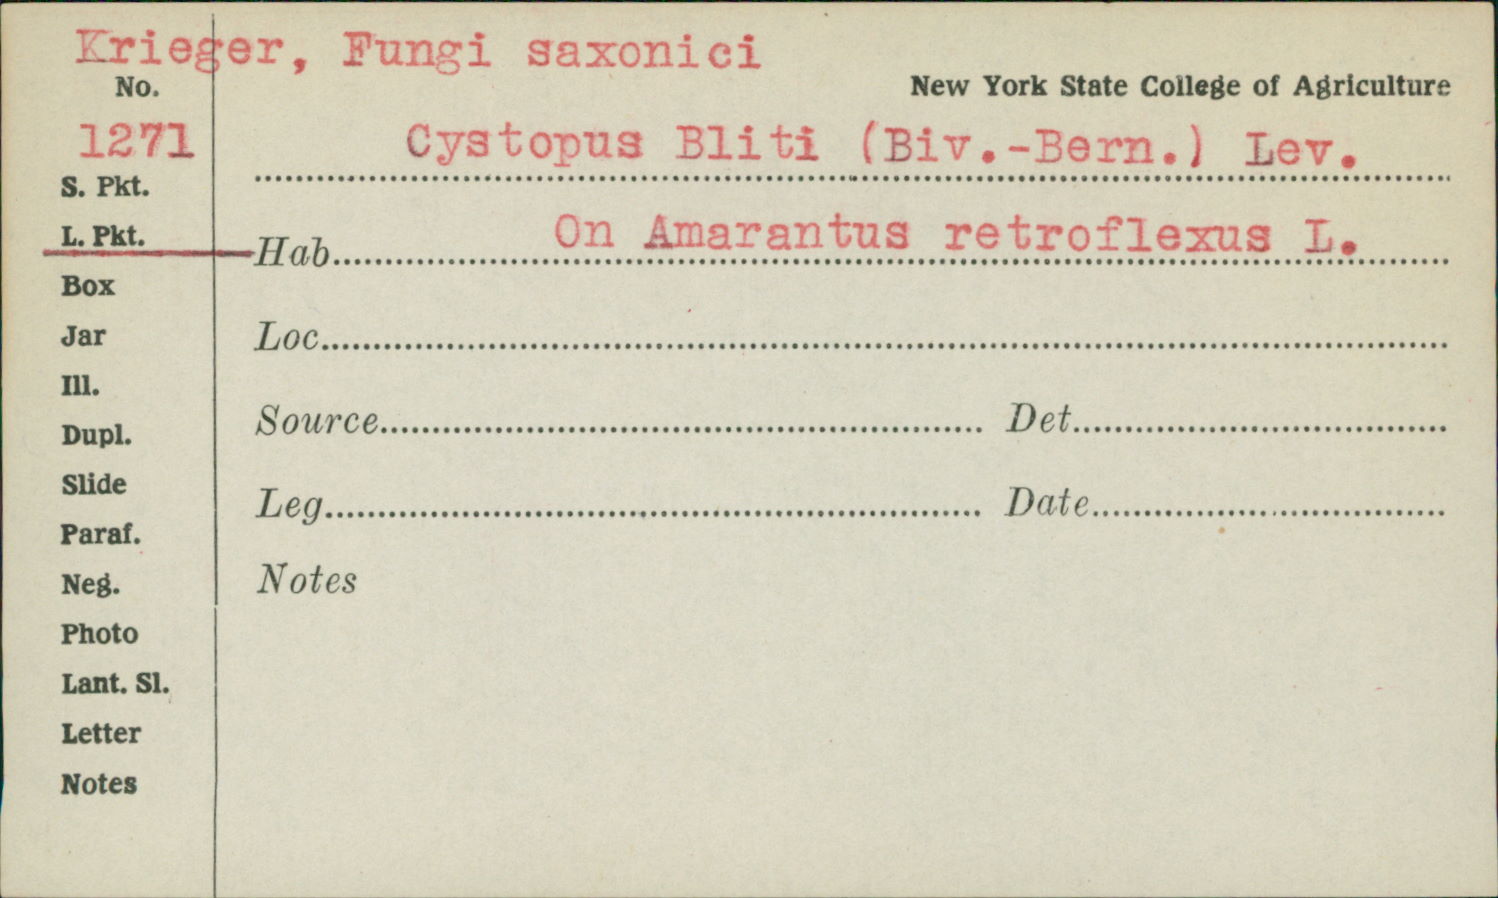 Krieger, Fungi saxonici
No.
New York State College of Agriculture
1271
Cystopus Bliti (Biv.-Bern.) Lev.
S. Pkt.
L. Pkt.
Hab. On Amarantus retroflexus L.
Box
Jar
Loc.
Ill.
Source
Det.
Dupl.
Slide
Leg.
Date
Paraf.
Neg.
Notes
Photo
Lant. Sl.
Letter
Notes